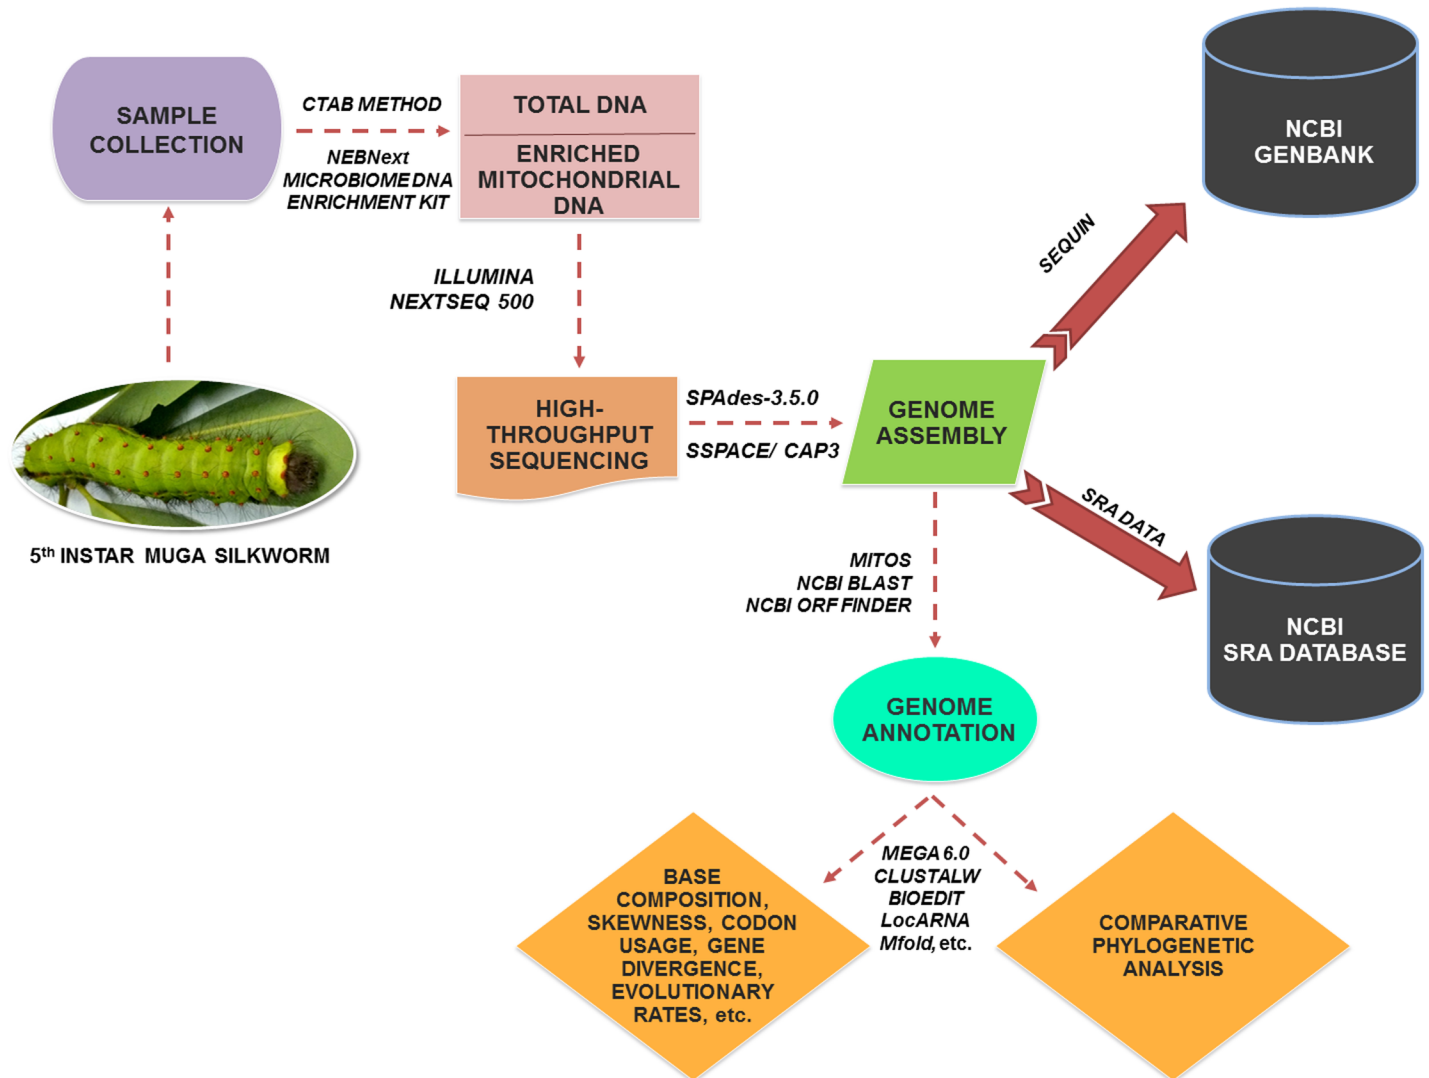 SAMPLE
COLLECTION
CTAB METHOD
NEBNext
MICROBIOME DNA
ENRICHMENT KIT
TOTAL DNA
ENRICHED
MITOCHONDRIAL
DNA
NCBI
GENBANK
ILLUMINA
NEXTSEQ 500
SEQUIN
5th INSTAR MUGA SILKWORM
HIGH-
THROUGHPUT
SEQUENCING
SPAdes-3.5.0
SSPACE/ CAP3
GENOME
ASSEMBLY
SRA DATA
NCBI
SRA DATABASE
MITOS
NCBI BLAST
NCBI ORF FINDER
GENOME
ANNOTATION
BASE
COMPOSITION,
SKEWNESS, CODON
USAGE, GENE
DIVERGENCE,
EVOLUTIONARY
RATES, etc.
MEGA 6.0
CLUSTALW
BIOEDIT
LocARNA
Mfold, etc.
COMPARATIVE
PHYLOGENETIC
ANALYSIS